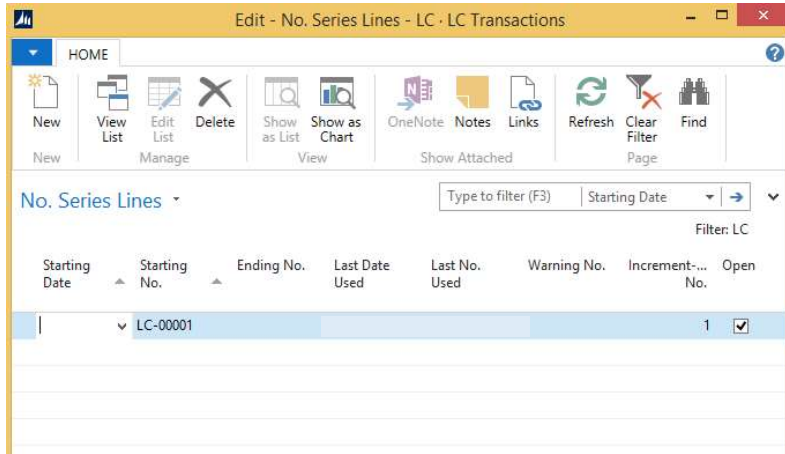 Edit - No. Series Lines - LC · LC Transactions
HOME
New
View List
Edit List
Delete
Show as List
Show as Chart
OneNote
Notes
Links
Refresh
Clear Filter
Find
New
Manage
View
Show Attached
Page
No. Series Lines
Type to filter (F3)
Starting Date
Filter: LC
Starting Date
Starting No.
Ending No.
Last Date Used
Last No. Used
Warning No.
Increment-... No.
Open
LC-00001
1